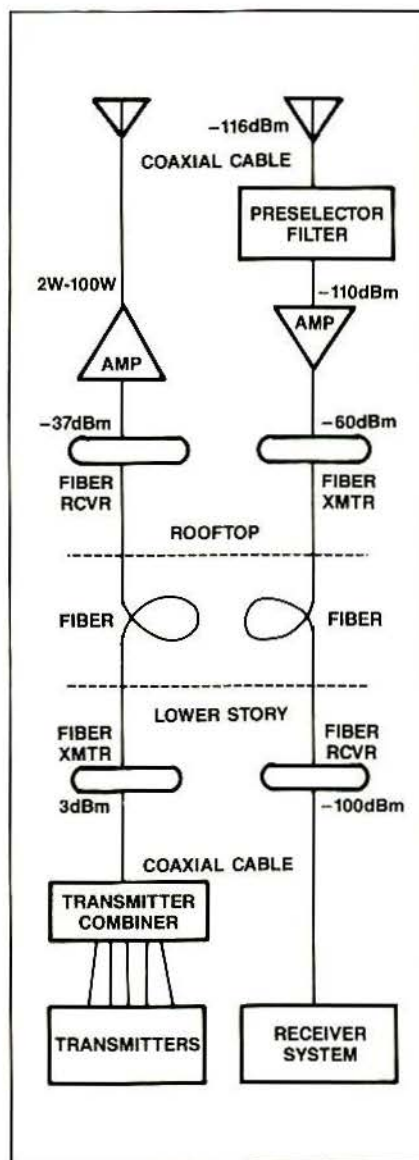 -116dBm
COAXIAL CABLE
PRESELECTOR
FILTER
2W-100W
-110dBm
AMP
AMP
-37dBm
-60dBm
FIBER
RCVR
FIBER
XMTR
ROOFTOP
FIBER
FIBER
LOWER STORY
FIBER
XMTR
FIBER
RCVR
3dBm
-100dBm
COAXIAL CABLE
TRANSMITTER
COMBINER
TRANSMITTERS
RECEIVER
SYSTEM